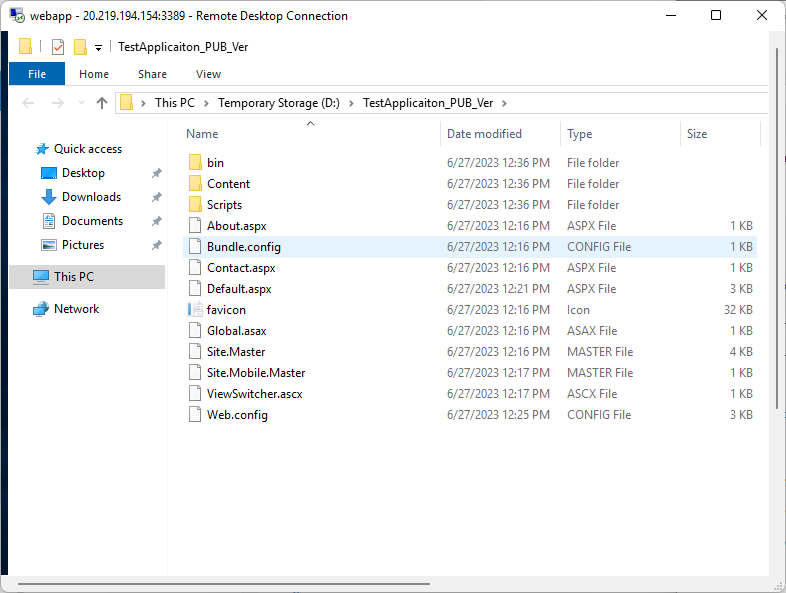 webapp - 20.219.194.154:3389 - Remote Desktop Connection
TestApplicaiton_PUB_Ver
File Home Share View
This PC > Temporary Storage (D:) > TestApplicaiton_PUB_Ver >
Name Date modified Type Size
Quick access
Desktop
Downloads
Documents
Pictures
This PC
Network
bin 6/27/2023 12:36 PM File folder
Content 6/27/2023 12:36 PM File folder
Scripts 6/27/2023 12:36 PM File folder
About.aspx 6/27/2023 12:16 PM ASPX File 1 KB
Bundle.config 6/27/2023 12:16 PM CONFIG File 1 KB
Contact.aspx 6/27/2023 12:16 PM ASPX File 1 KB
Default.aspx 6/27/2023 12:21 PM ASPX File 3 KB
favicon 6/27/2023 12:16 PM Icon 32 KB
Global.asax 6/27/2023 12:16 PM ASAX File 1 KB
Site.Master 6/27/2023 12:16 PM MASTER File 4 KB
Site.Mobile.Master 6/27/2023 12:17 PM MASTER File 1 KB
ViewSwitcher.ascx 6/27/2023 12:17 PM ASCX File 1 KB
Web.config 6/27/2023 12:25 PM CONFIG File 3 KB